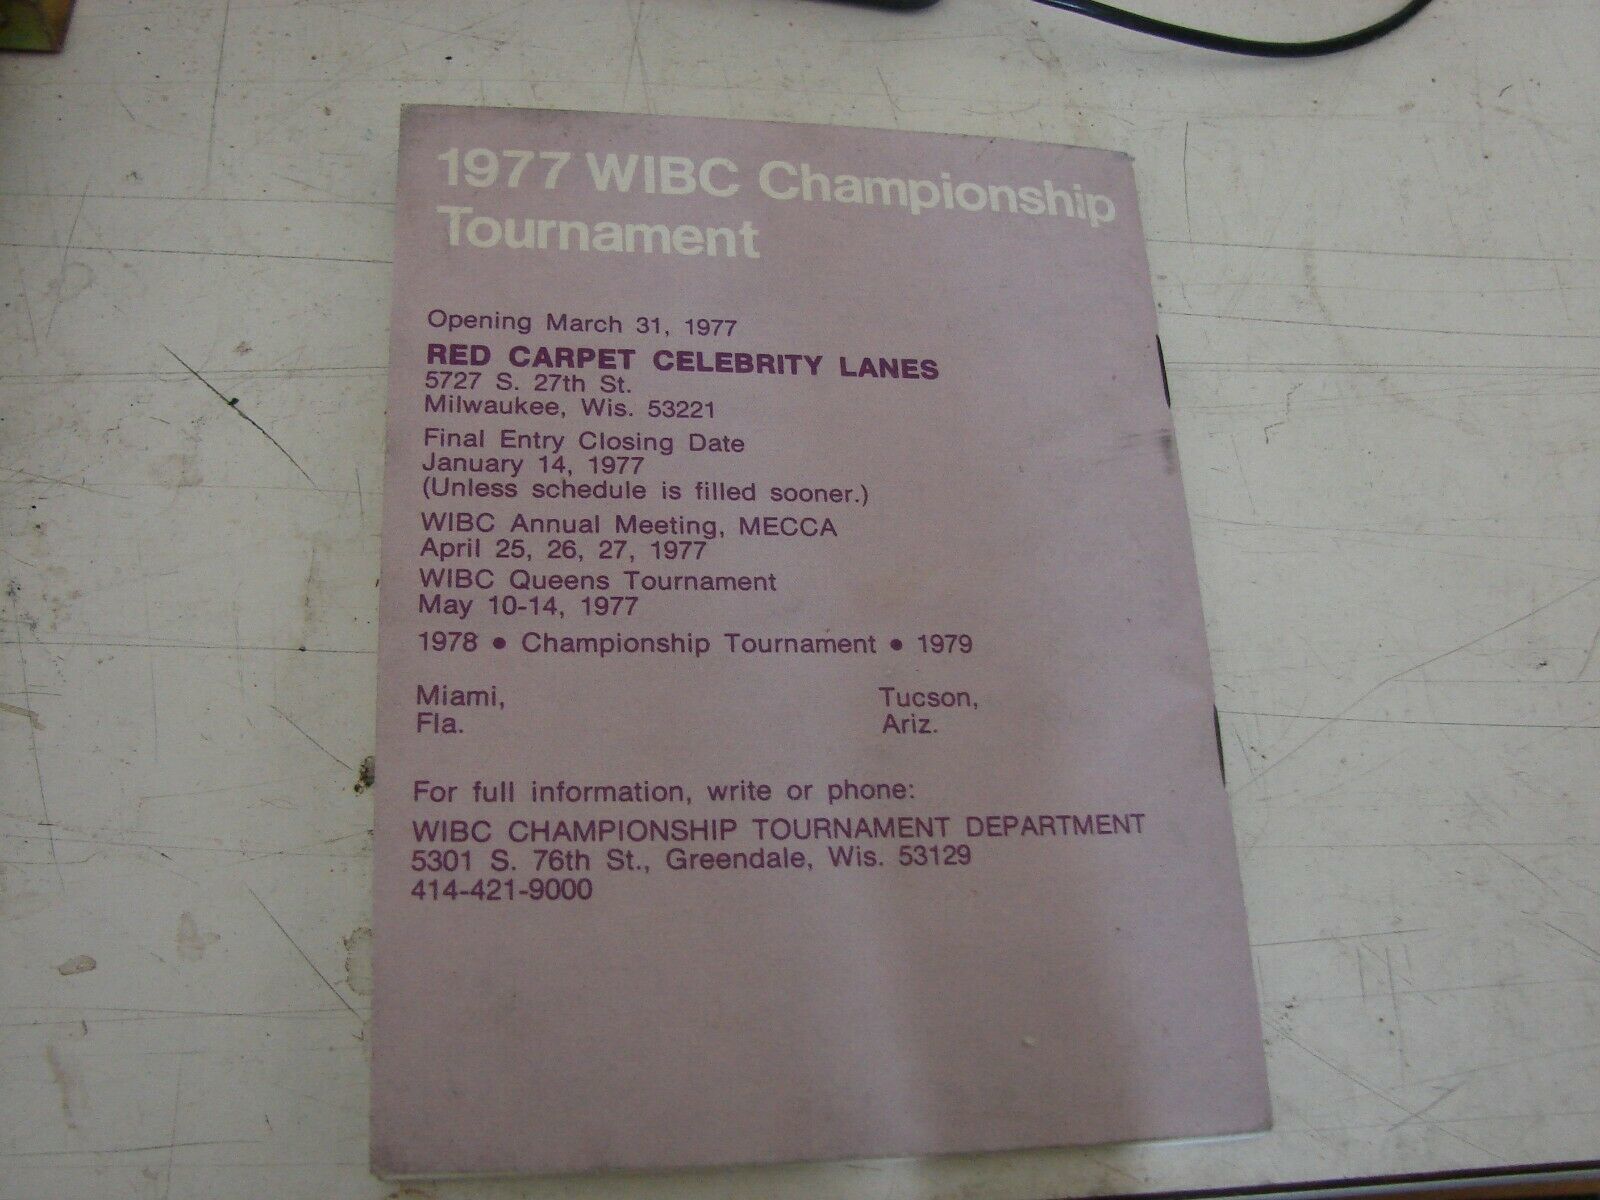 1977 WIBC Championship
Tournament
Opening March 31, 1977
RED CARPET CELEBRITY LANES
5727 S. 27th St.
Milwaukee, Wis. 53221
Final Entry Closing Date
January 14, 1977
(Unless schedule is filled sooner.)
WIBC Annual Meeting, MECCA
April 25, 26, 27, 1977
WIBC Queens Tournament
May 10-14, 1977
1978 • Championship Tournament • 1979
Miami, Tucson,
Fla. Ariz.
For full information, write or phone:
WIBC CHAMPIONSHIP TOURNAMENT DEPARTMENT
5301 S. 76th St., Greendale, Wis. 53129
414-421-9000